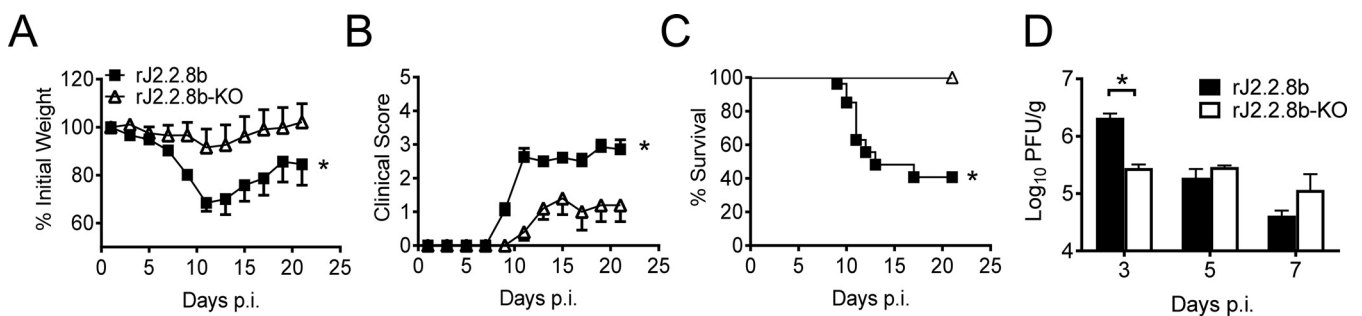 A
% Initial Weight
120
100
80
60
0 5 10 15 20 25
Days p.i.
rJ2.2.8b
rJ2.2.8b-KO
*
B
Clinical Score
5
4
3
2
1
0
0 5 10 15 20 25
Days p.i.
*
C
% Survival
100
80
60
40
20
0
0 5 10 15 20 25
Days p.i.
*
D
Log10 PFU/g
7
6
5
4
3 5 7
Days p.i.
*
rJ2.2.8b
rJ2.2.8b-KO